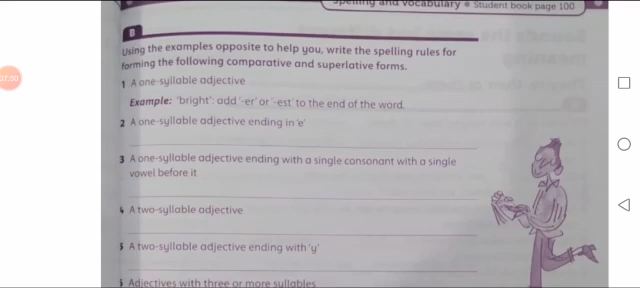 Spelling and vocabulary • Student book page 100
B
Using the examples opposite to help you, write the spelling rules for
forming the following comparative and superlative forms.
1 A one-syllable adjective
Example: 'bright': add '-er' or '-est' to the end of the word.
2 A one-syllable adjective ending in 'e'
3 A one-syllable adjective ending with a single consonant with a single
vowel before it
4 A two-syllable adjective
5 A two-syllable adjective ending with 'y'
6 Adjectives with three or more syllables